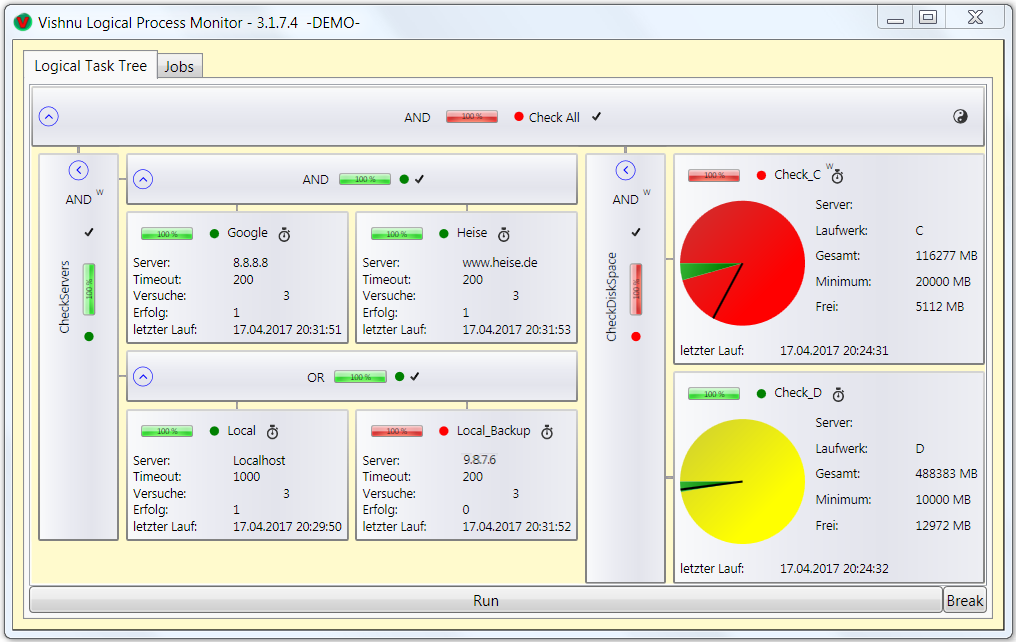 Vishnu Logical Process Monitor - 3.1.7.4 -DEMO-
Logical Task Tree
Jobs
AND 100 % Check All
AND W
CheckServers
100 %
AND 100 %
100 % Google
Server: 8.8.8.8
Timeout: 200
Versuche: 3
Erfolg: 1
letzter Lauf: 17.04.2017 20:31:51
100 % Heise
Server: www.heise.de
Timeout: 200
Versuche: 3
Erfolg: 1
letzter Lauf: 17.04.2017 20:31:53
OR 100 %
100 % Local
Server: Localhost
Timeout: 1000
Versuche: 3
Erfolg: 1
letzter Lauf: 17.04.2017 20:29:50
100 % Local_Backup
Server: 9.8.7.6
Timeout: 200
Versuche: 3
Erfolg: 0
letzter Lauf: 17.04.2017 20:31:52
AND W
CheckDiskSpace
100 %
100 % Check_C W
Server:
Laufwerk: C
Gesamt: 116277 MB
Minimum: 20000 MB
Frei: 5112 MB
letzter Lauf: 17.04.2017 20:24:31
100 % Check_D
Server:
Laufwerk: D
Gesamt: 488383 MB
Minimum: 10000 MB
Frei: 12972 MB
letzter Lauf: 17.04.2017 20:24:32
Run
Break